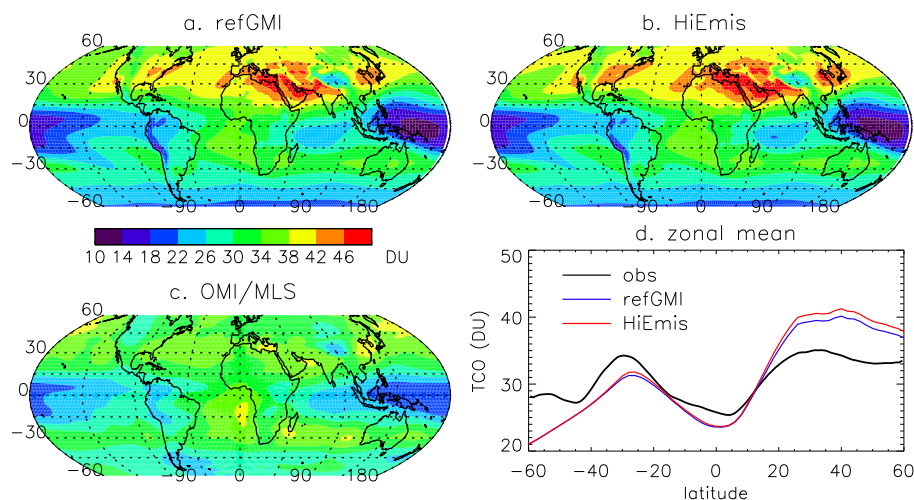 a. refGMI
60
30
0
−30
−60
−90
0
90
180
b. HiEmis
60
30
0
−30
−60
−90
0
90
180
10 14 18 22 26 30 34 38 42 46 DU
c. OMI/MLS
60
30
0
−30
−60
−90
0
90
180
d. zonal mean
obs
refGMI
HiEmis
50
40
30
20
TCO (DU)
−60 −40 −20 0 20 40 60
latitude